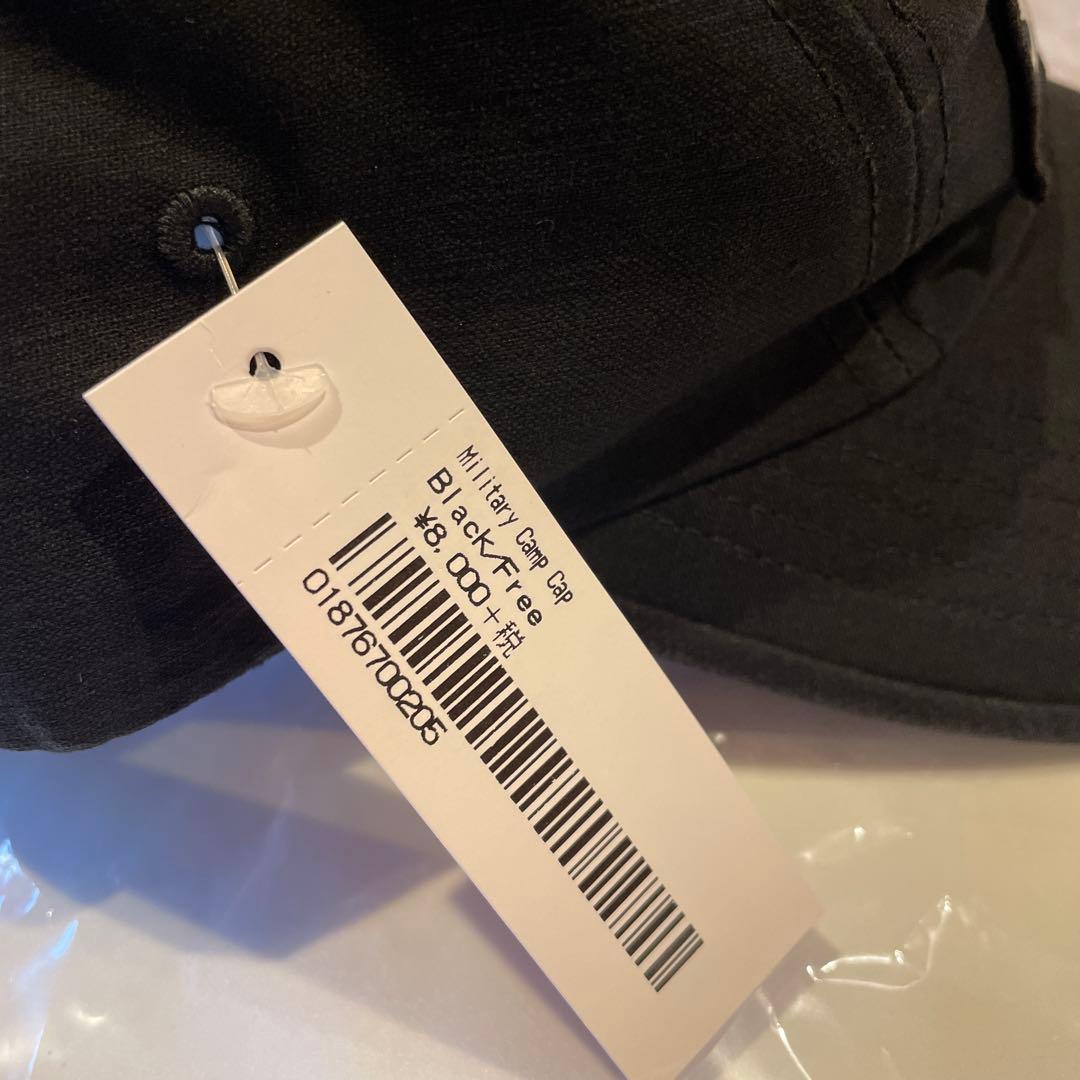 Military Camp Cap
Black/Free
¥8,000+税
01876700205